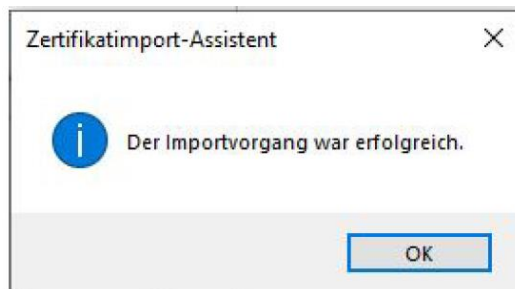 Zertifikatimport-Assistent
Der Importvorgang war erfolgreich.
OK